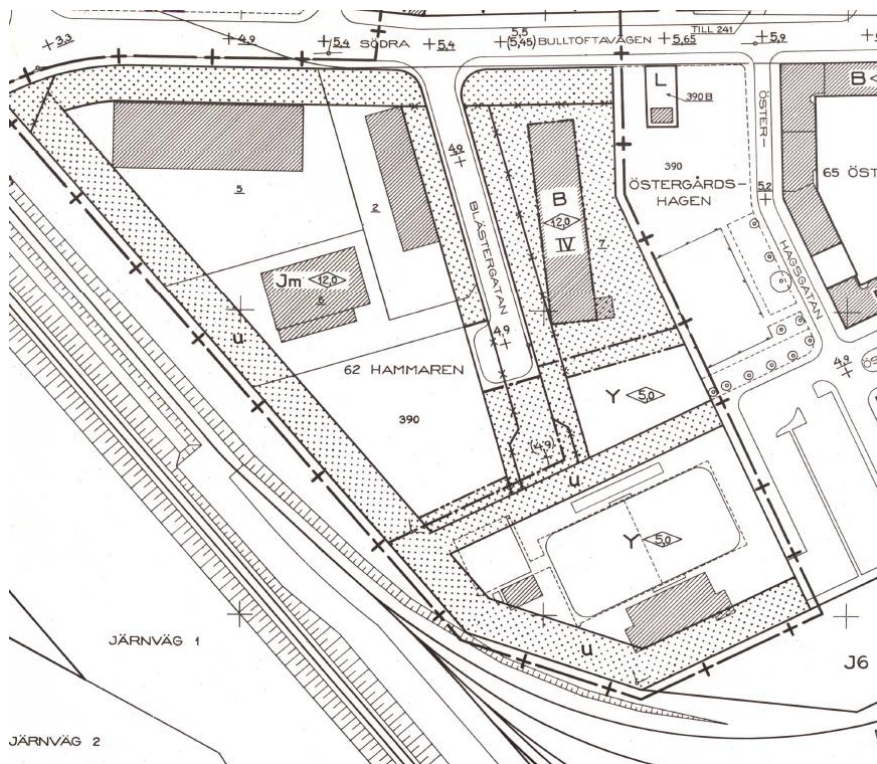 TILL 241
3,3
4,9
5,4
SÖDRA
5,4
5,5
(5,45)
BULLTOFTAVÄGEN
5,65
5,9
L
390 B
B
ÖSTER-
HAGSGATAN
5,2
65 ÖST
390
ÖSTERGÅRDS-
HAGEN
4,9
BLÄSTERGATAN
5
2
B
12,0
IV
7
Jm
12,0
6
u
4,9
62 HAMMAREN
390
Y
5,0
4,9
ÖS
(4,9)
u
Y
5,0
u
JÄRNVÄG 1
J6
JÄRNVÄG 2